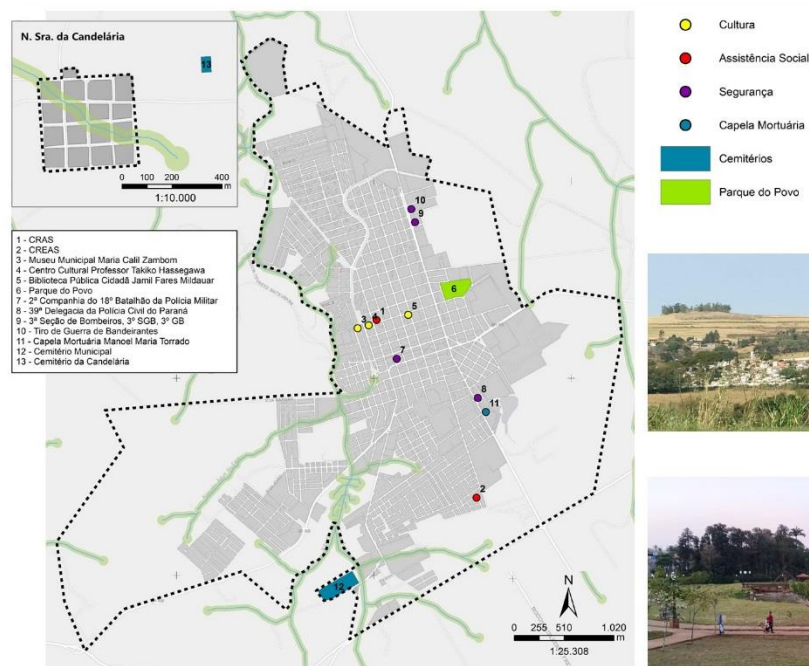 N. Sra. da Candelária
13
0 100 200 400
m
1:10.000
1 - CRAS
2 - CREAS
3 - Museu Municipal Maria Calil Zambom
4 - Centro Cultural Professor Takiko Hassegawa
5 - Biblioteca Pública Cidadã Jamil Fares Mildauar
6 - Parque do Povo
7 - 2ª Companhia do 18º Batalhão da Polícia Militar
8 - 39ª Delegacia da Polícia Civil do Paraná
9 - 3ª Seção de Bombeiros, 3º SGB, 3º GB
10 - Tiro de Guerra de Bandeirantes
11 - Capela Mortuária Manoel Maria Torrado
12 - Cemitério Municipal
13 - Cemitério da Candelária
10
9
6
5
1
3
4
7
8
11
2
12
N
0 255 510 1.020
m
1:25.308
Cultura
Assistência Social
Segurança
Capela Mortuária
Cemitérios
Parque do Povo